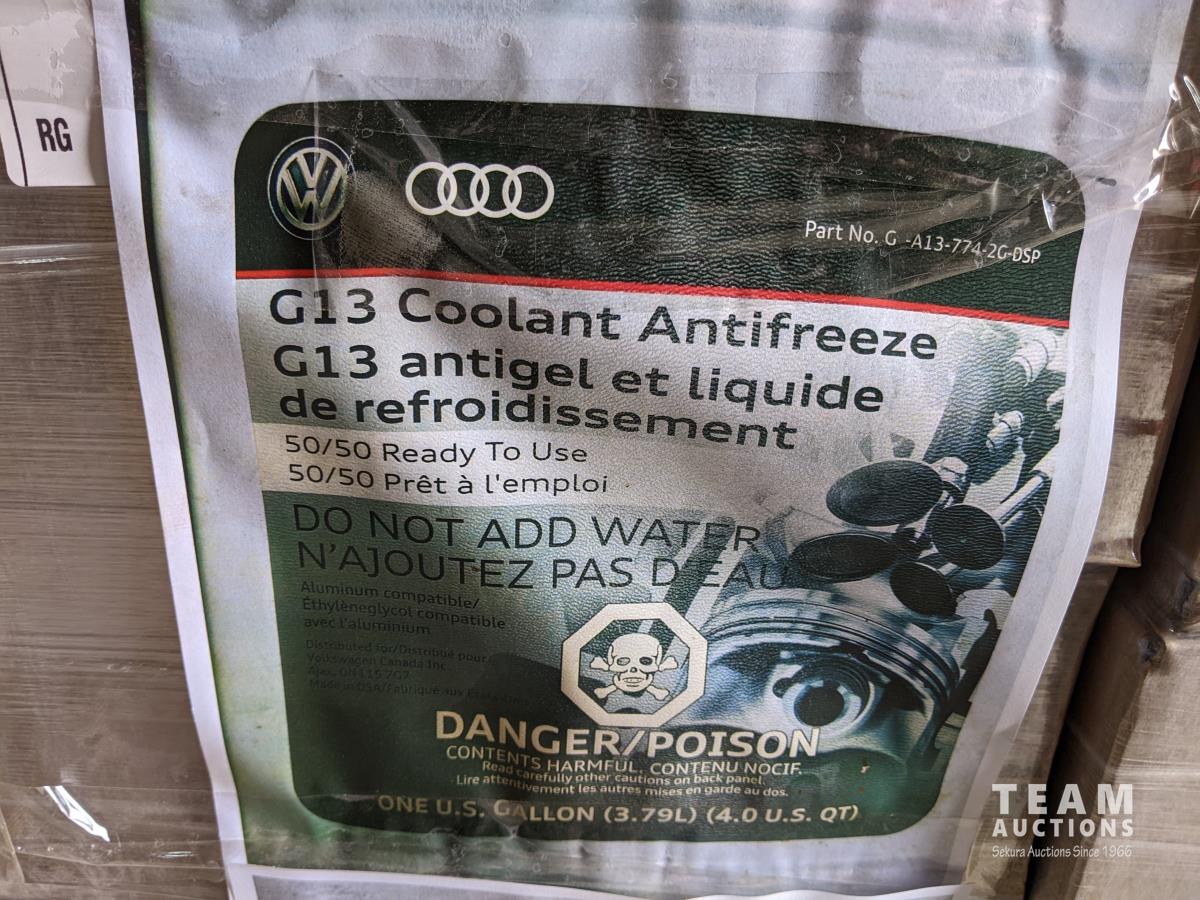 RG
VW
Part No. G -A13-774-2G-DSP
G13 Coolant Antifreeze
G13 antigel et liquide
de refroidissement
50/50 Ready To Use
50/50 Prêt à l'emploi
DO NOT ADD WATER
N'AJOUTEZ PAS D'EAU
Aluminum compatible/
Éthylèneglycol compatible
avec l'aluminium
Distributed for/Distribué pour
Volkswagen Canada Inc.
Ajax, ON
Made in USA/Fabriqué aux
DANGER/POISON
CONTENTS HARMFUL. CONTENU NOCIF.
Read carefully other cautions on back panel.
Lire attentivement les autres mises en garde au dos.
ONE U.S. GALLON (3.79L) (4.0 U.S. QT)
TEAM
AUCTIONS
Sekura Auctions Since 1966